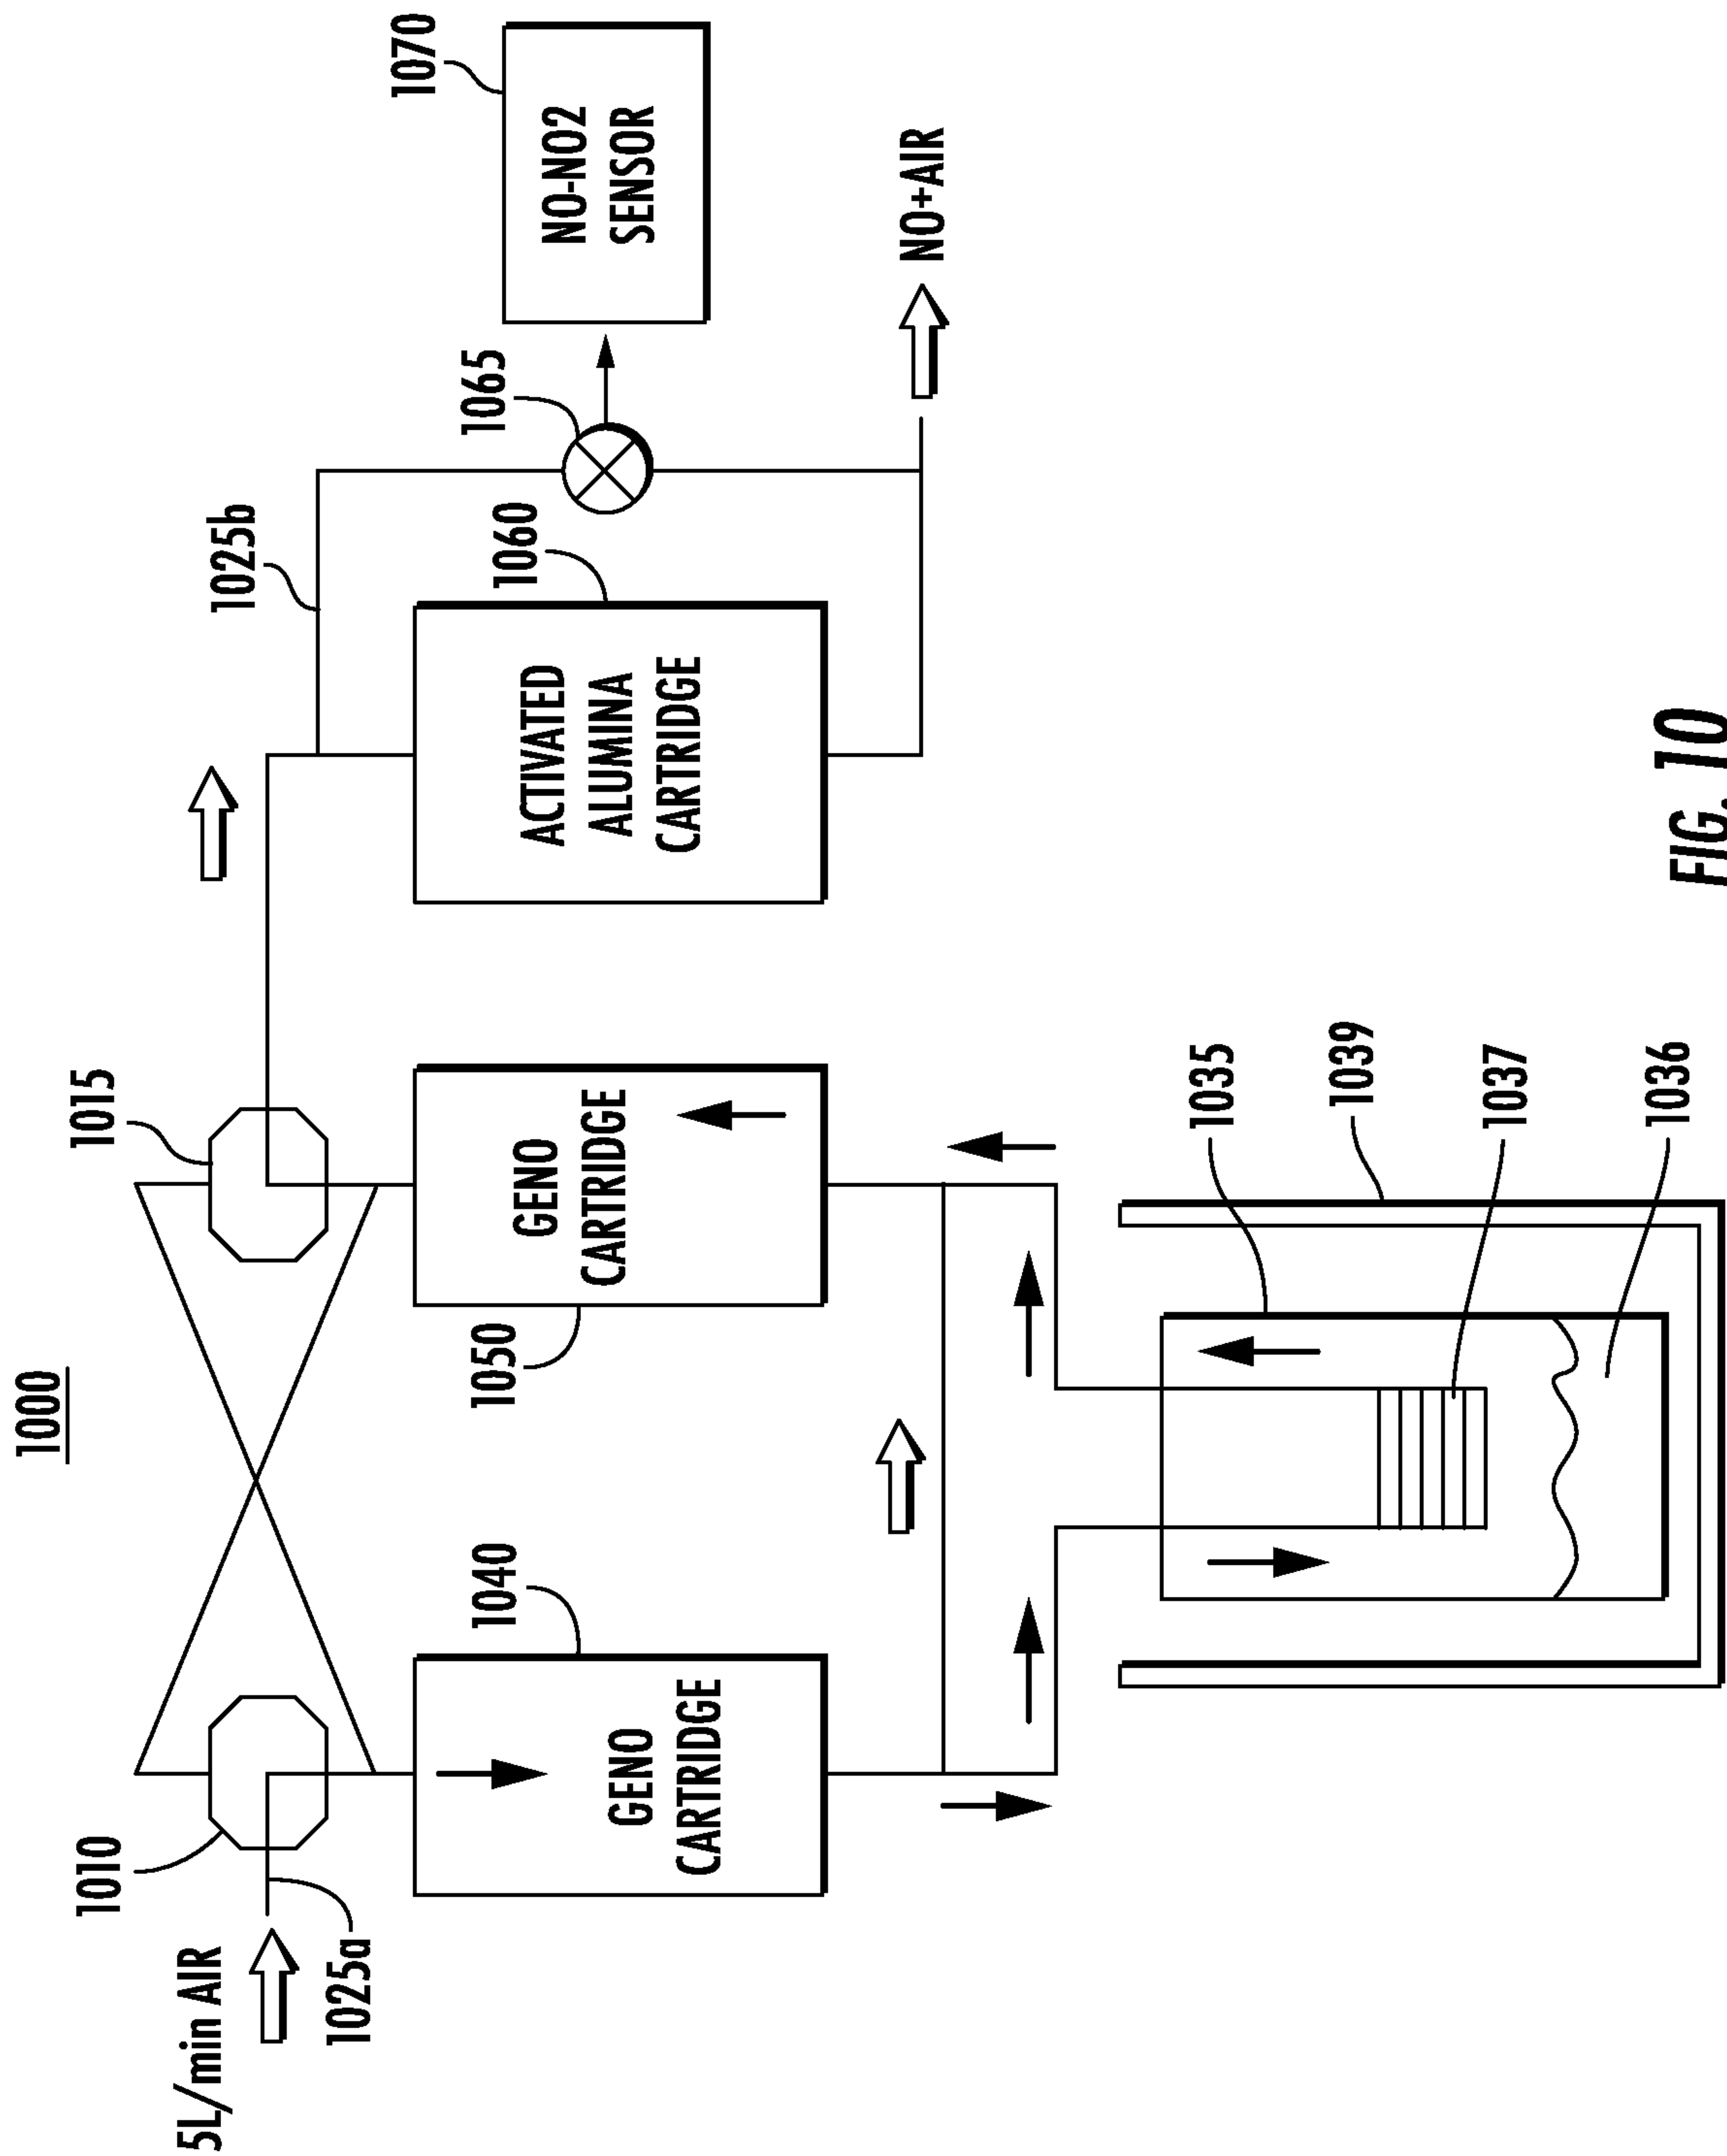 1000
5L/min AIR
1010
1015
1025a
1025b
1040
GENO
CARTRIDGE
1050
GENO
CARTRIDGE
ACTIVATED
ALUMINA
CARTRIDGE
1060
1065
1070
NO-NO2
SENSOR
NO+AIR
1035
1039
1037
1036
FIG. 10